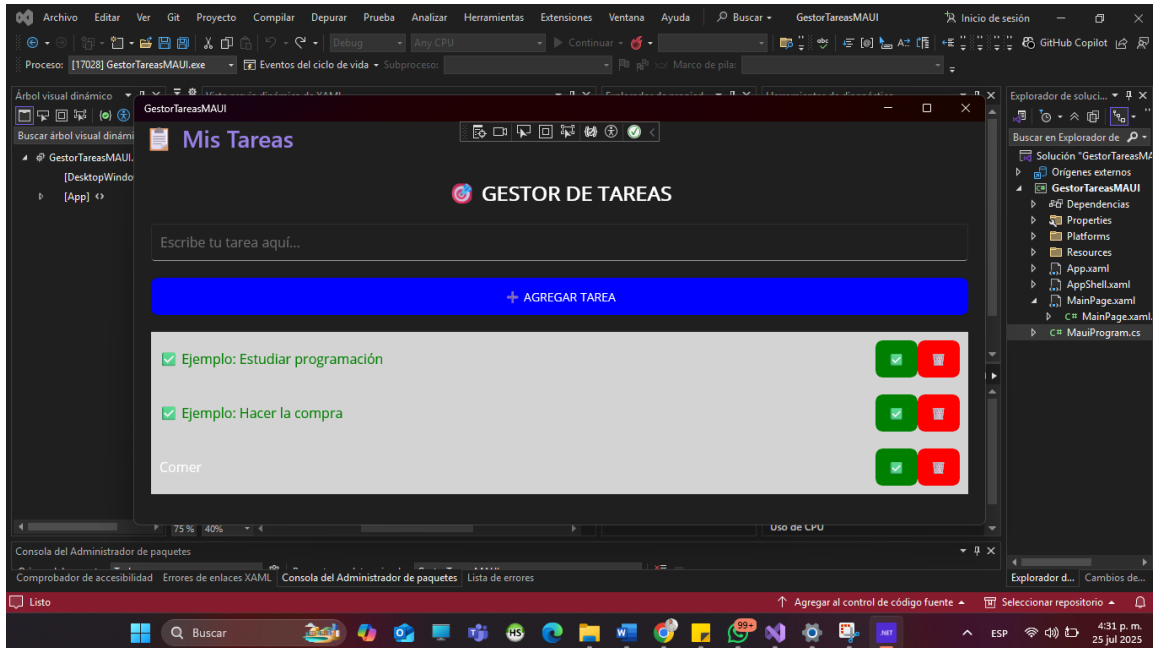 Archivo Editar Ver Git Proyecto Compilar Depurar Prueba Analizar Herramientas Extensiones Ventana Ayuda Buscar GestorTareasMAUI Inicio de sesión
Debug Any CPU Continuar GitHub Copilot
Proceso: [17028] GestorTareasMAUI.exe Eventos del ciclo de vida Subproceso: Marco de pila:
Árbol visual dinámico
Explorador de soluci...
GestorTareasMAUI
Buscar árbol visual dinámi
Mis Tareas
Buscar en Explorador de
GestorTareasMAUI.
[DesktopWindo
[App]
GESTOR DE TAREAS
Escribe tu tarea aquí...
AGREGAR TAREA
Ejemplo: Estudiar programación
Ejemplo: Hacer la compra
Comer
Solución "GestorTareasMA
Orígenes externos
GestorTareasMAUI
Dependencias
Properties
Platforms
Resources
App.xaml
AppShell.xaml
MainPage.xaml
C# MainPage.xaml.
C# MauiProgram.cs
75 % 40%
Uso de CPU
Consola del Administrador de paquetes
Comprobador de accesibilidad Errores de enlaces XAML Consola del Administrador de paquetes Lista de errores
Explorador d... Cambios de...
Listo Agregar al control de código fuente Seleccionar repositorio
Buscar HS 99+ .NET ESP 4:31 p. m.
25 jul 2025